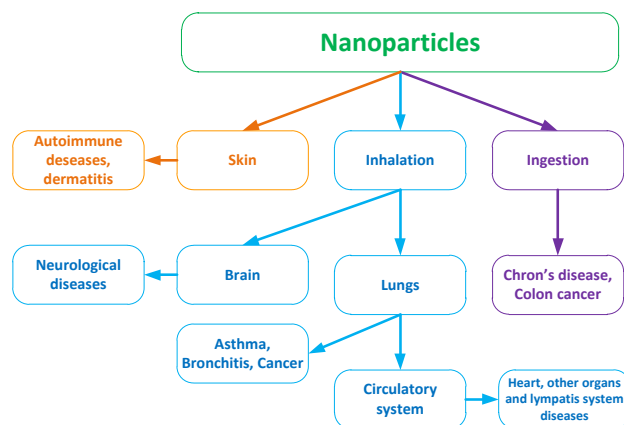 Nanoparticles
Autoimmune
deseases,
dermatitis
Skin
Inhalation
Ingestion
Neurological
diseases
Brain
Lungs
Chron's disease,
Colon cancer
Asthma,
Bronchitis, Cancer
Circulatory
system
Heart, other organs
and lympatis system
diseases